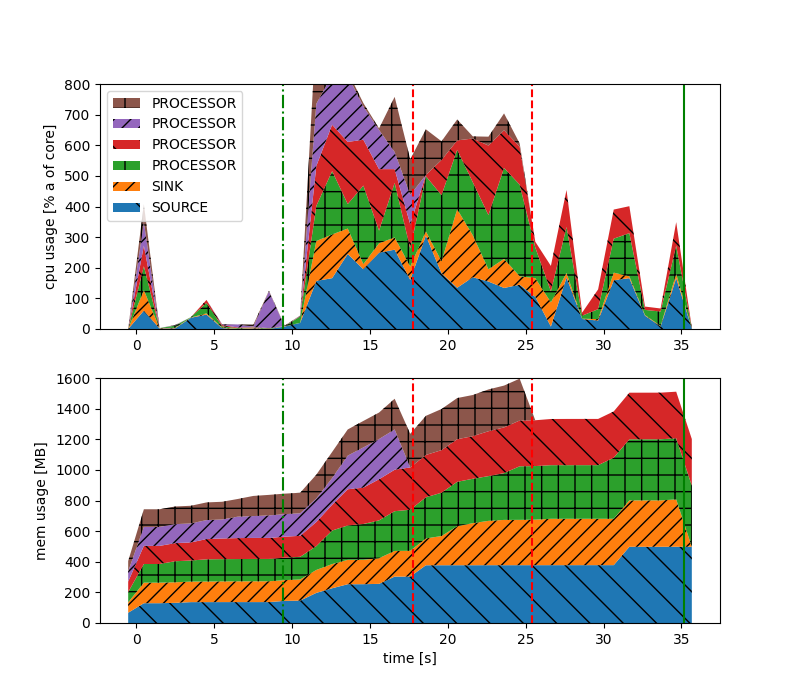 cpu usage [% a of core]
800
700
600
500
400
300
200
100
0
PROCESSOR
PROCESSOR
PROCESSOR
PROCESSOR
SINK
SOURCE
0 5 10 15 20 25 30 35
mem usage [MB]
1600
1400
1200
1000
800
600
400
200
0
0 5 10 15 20 25 30 35
time [s]